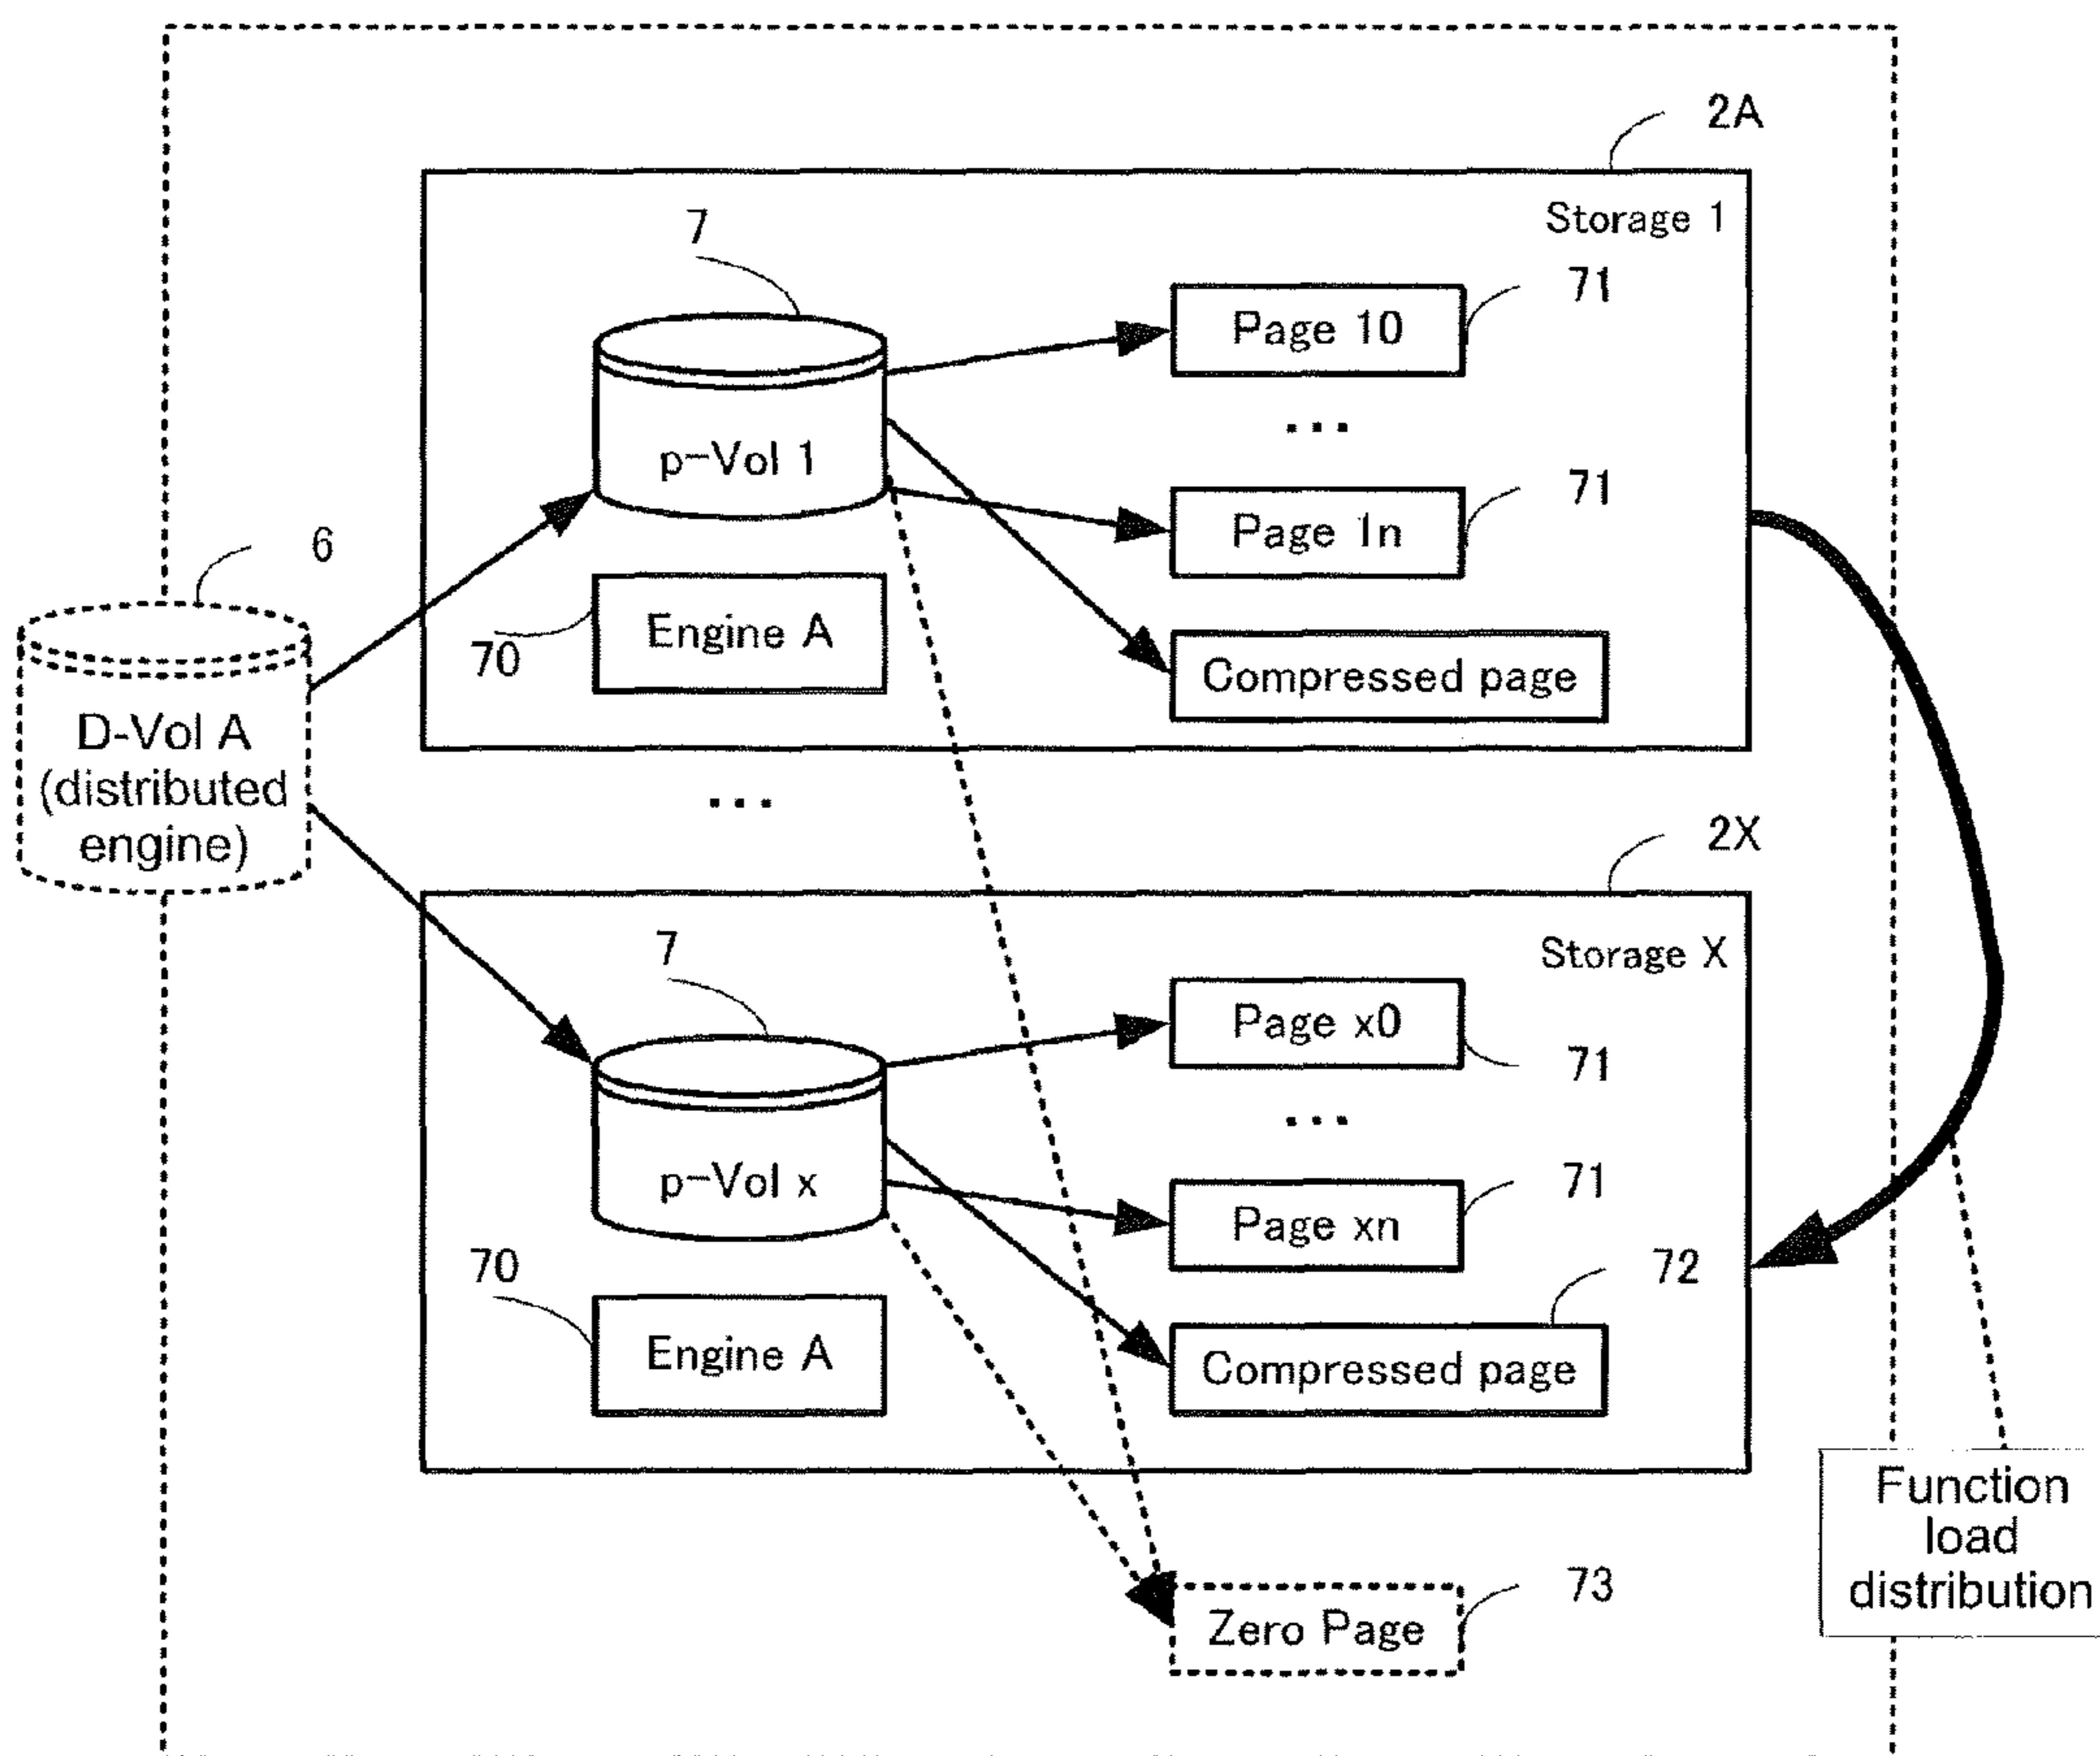 2A
Storage 1
7
71
Page 10
...
p-Vol 1
71
Page 1n
6
Engine A
70
Compressed page
D-Vol A
(distributed
engine)
...
2X
Storage X
7
Page x0
71
...
p-Vol x
71
Page xn
70
72
Engine A
Compressed page
Function
load
distribution
73
Zero Page